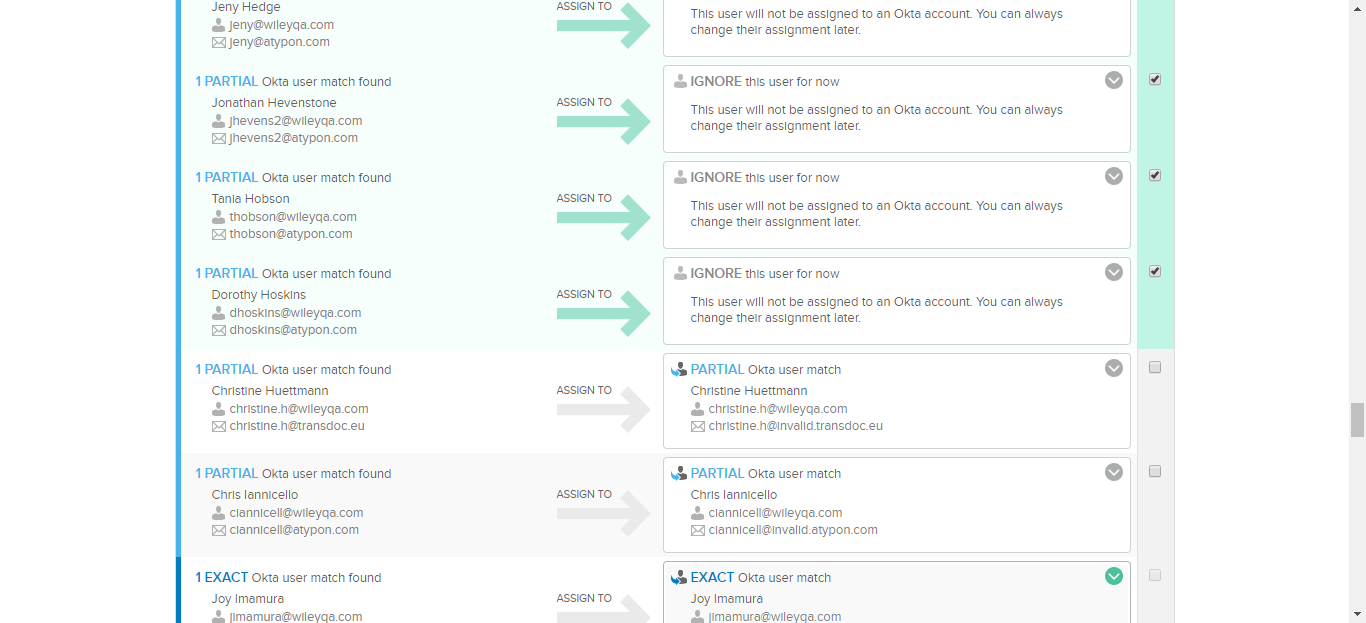 Jeny Hedge
jeny@wileyqa.com
jeny@atypon.com
ASSIGN TO
This user will not be assigned to an Okta account. You can always
change their assignment later.
1 PARTIAL Okta user match found
Jonathan Hevenstone
jhevens2@wileyqa.com
jhevens2@atypon.com
ASSIGN TO
IGNORE this user for now
This user will not be assigned to an Okta account. You can always
change their assignment later.
1 PARTIAL Okta user match found
Tania Hobson
thobson@wileyqa.com
thobson@atypon.com
ASSIGN TO
IGNORE this user for now
This user will not be assigned to an Okta account. You can always
change their assignment later.
1 PARTIAL Okta user match found
Dorothy Hoskins
dhoskins@wileyqa.com
dhoskins@atypon.com
ASSIGN TO
IGNORE this user for now
This user will not be assigned to an Okta account. You can always
change their assignment later.
1 PARTIAL Okta user match found
Christine Huettmann
christine.h@wileyqa.com
christine.h@transdoc.eu
ASSIGN TO
PARTIAL Okta user match
Christine Huettmann
christine.h@wileyqa.com
christine.h@invalid.transdoc.eu
1 PARTIAL Okta user match found
Chris Iannicello
ciannicell@wileyqa.com
ciannicell@atypon.com
ASSIGN TO
PARTIAL Okta user match
Chris Iannicello
ciannicell@wileyqa.com
ciannicell@invalid.atypon.com
1 EXACT Okta user match found
Joy Imamura
jimamura@wileyqa.com
ASSIGN TO
EXACT Okta user match
Joy Imamura
jimamura@wileyqa.com